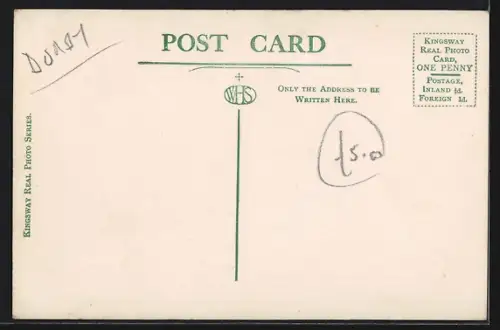 POST CARD
KINGSWAY
REAL PHOTO
CARD,
ONE PENNY
POSTAGE,
INLAND ½d.
FOREIGN 1d.
WHS
ONLY THE ADDRESS TO BE
WRITTEN HERE.
£5.00
KINGSWAY REAL PHOTO SERIES.